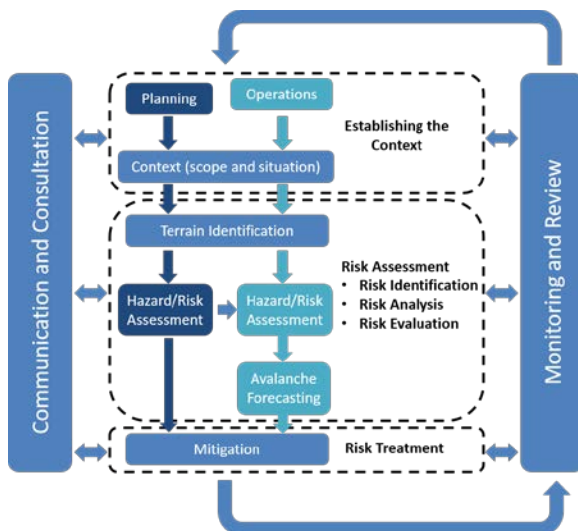 Communication and Consultation
Planning
Operations
Establishing the
Context
Context (scope and situation)
Terrain Identification
Risk Assessment
• Risk Identification
• Risk Analysis
• Risk Evaluation
Hazard/Risk
Assessment
Hazard/Risk
Assessment
Avalanche
Forecasting
Mitigation
Risk Treatment
Monitoring and Review